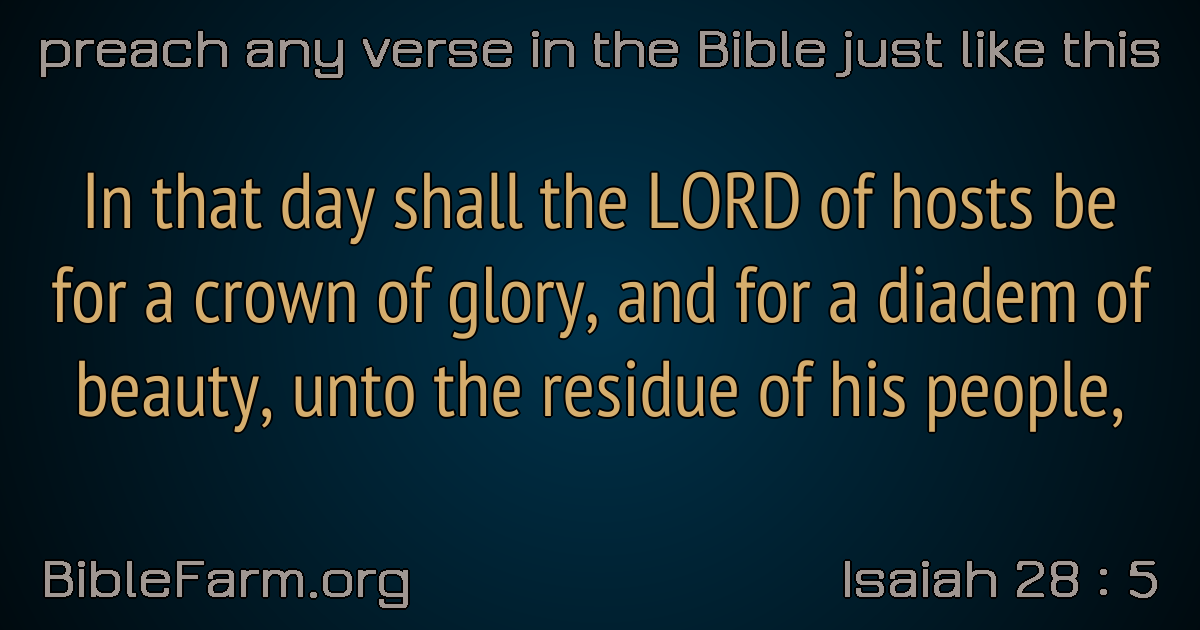 preach any verse in the Bible just like this
In that day shall the LORD of hosts be
for a crown of glory, and for a diadem of
beauty, unto the residue of his people,
BibleFarm.org
Isaiah 28 : 5